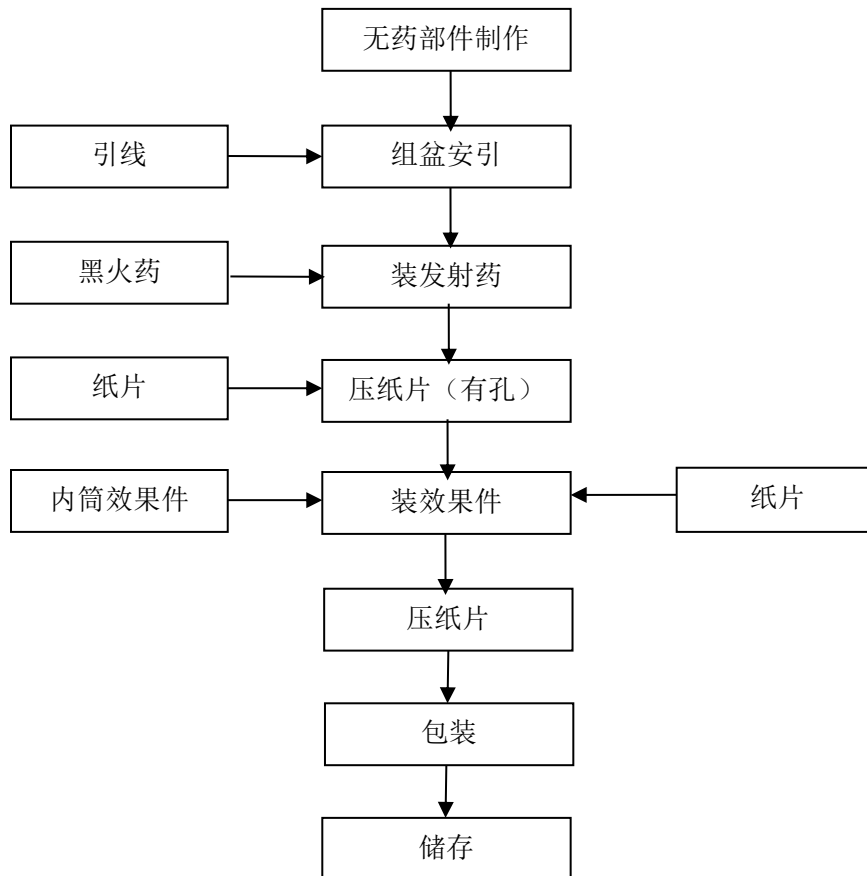 无药部件制作
引线
组盆安引
黑火药
装发射药
纸片
压纸片（有孔）
内筒效果件
装效果件
纸片
压纸片
包装
储存